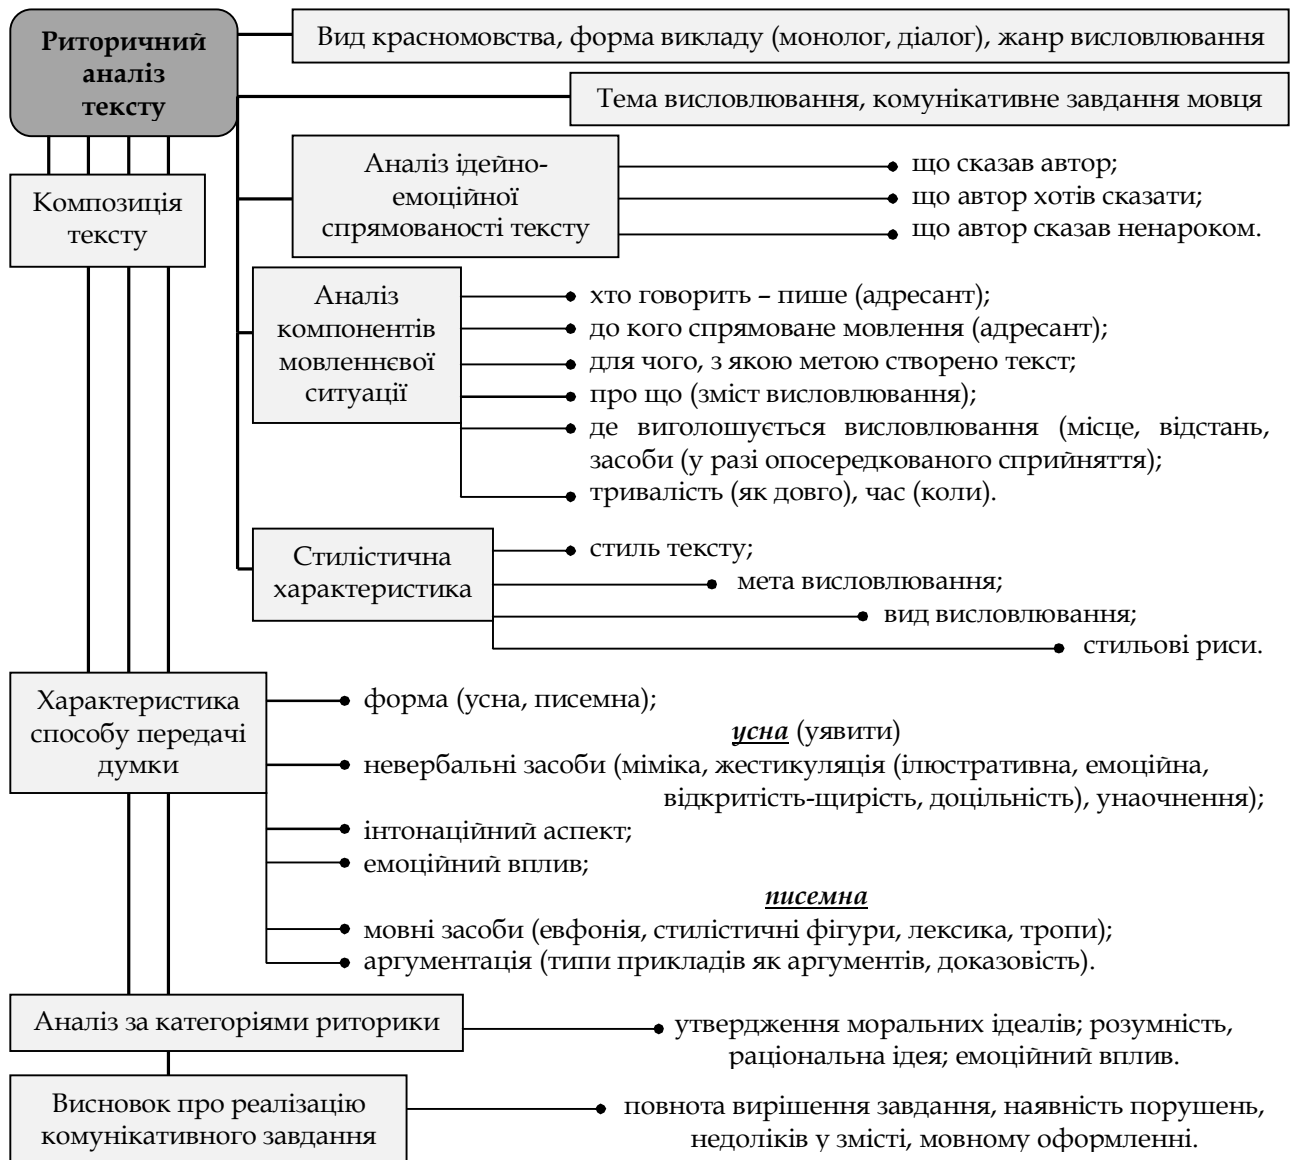 Риторичний
аналіз
тексту
Вид красномовства, форма викладу (монолог, діалог), жанр висловлювання
Тема висловлювання, комунікативне завдання мовця
Композиція
тексту
Аналіз ідейно-
емоційної
спрямованості тексту
що сказав автор;
що автор хотів сказати;
що автор сказав ненароком.
Аналіз
компонентів
мовленнєвої
ситуації
хто говорить – пише (адресант);
до кого спрямоване мовлення (адресант);
для чого, з якою метою створено текст;
про що (зміст висловлювання);
де виголошується висловлювання (місце, відстань,
засоби (у разі опосередкованого сприйняття);
тривалість (як довго), час (коли).
Стилістична
характеристика
стиль тексту;
мета висловлювання;
вид висловлювання;
стильові риси.
Характеристика
способу передачі
думки
форма (усна, писемна);
усна (уявити)
невербальні засоби (міміка, жестикуляція (ілюстративна, емоційна,
відкритість-щирість, доцільність), унаочнення);
інтонаційний аспект;
емоційний вплив;
писемна
мовні засоби (евфонія, стилістичні фігури, лексика, тропи);
аргументація (типи прикладів як аргументів, доказовість).
Аналіз за категоріями риторики
утвердження моральних ідеалів; розумність,
раціональна ідея; емоційний вплив.
Висновок про реалізацію
комунікативного завдання
повнота вирішення завдання, наявність порушень,
недоліків у змісті, мовному оформленні.